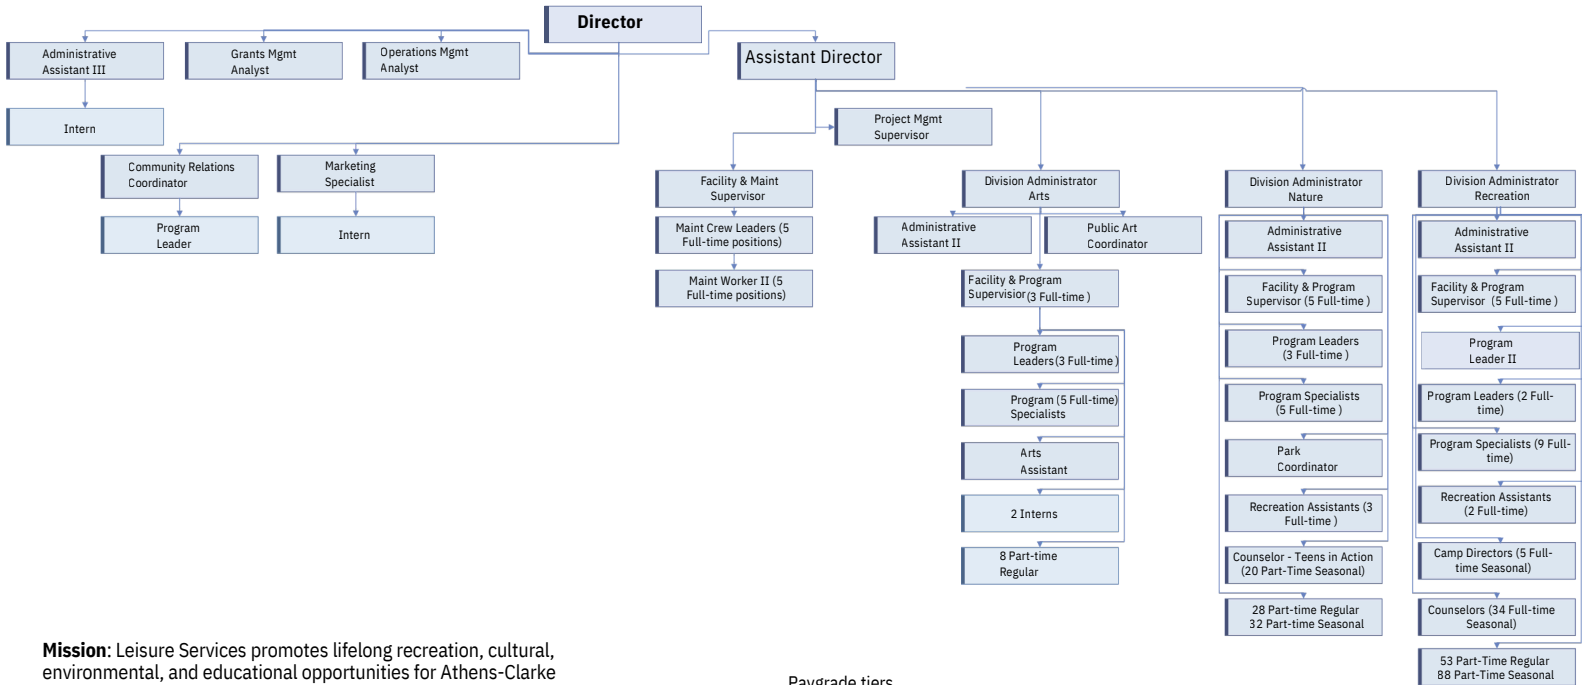 Director
Administrative
Assistant III
Grants Mgmt
Analyst
Operations Mgmt
Analyst
Assistant Director
Intern
Project Mgmt
Supervisor
Community Relations
Coordinator
Marketing
Specialist
Program
Leader
Intern
Facility & Maint
Supervisor
Maint Crew Leaders (5
Full-time positions)
Maint Worker II (5
Full-time positions)
Division Administrator
Arts
Administrative
Assistant II
Public Art
Coordinator
Facility & Program
Supervisior(3 Full-time )
Program
Leaders(3 Full-time )
Program (5 Full-time)
Specialists
Arts
Assistant
2 Interns
8 Part-time
Regular
Division Administrator
Nature
Administrative
Assistant II
Facility & Program
Supervisor (5 Full-time )
Program Leaders
(3 Full-time )
Program Specialists
(5 Full-time )
Park
Coordinator
Recreation Assistants (3
Full-time )
Counselor - Teens in Action
(20 Part-Time Seasonal)
28 Part-time Regular
32 Part-time Seasonal
Division Administrator
Recreation
Administrative
Assistant II
Facility & Program
Supervisor (5 Full-time )
Program
Leader II
Program Leaders (2 Full-
time)
Program Specialists (9 Full-
time)
Recreation Assistants
(2 Full-time)
Camp Directors (5 Full-
time Seasonal)
Counselors (34 Full-time
Seasonal)
53 Part-Time Regular
88 Part-Time Seasonal
Mission: Leisure Services promotes lifelong recreation, cultural,
environmental, and educational opportunities for Athens-Clarke
Paygrade tiers